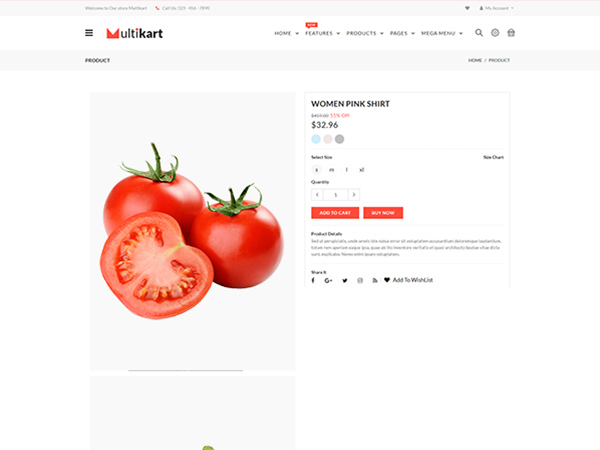 Welcome to Our store Multikart
Call Us: 123 - 456 - 7890
My Account
Multikart
HOME
NEW
FEATURES
PRODUCTS
PAGES
MEGA MENU
PRODUCT
HOME / PRODUCT
WOMEN PINK SHIRT
$459.00 55% Off
$32.96
Select Size
Size Chart
s m l xl
Quantity
1
ADD TO CART
BUY NOW
Product Details
Sed ut perspiciatis, unde omnis iste natus error sit voluptatem accusantium doloremque laudantium,
totam rem aperiam eaque ipsa, quae ab illo inventore veritatis et quasi architecto beatae vitae dicta
sunt, explicabo. Nemo enim ipsam voluptatem,
Share It
Add To WishList